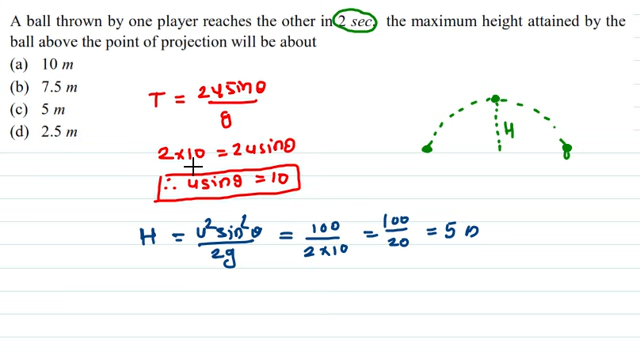 A ball thrown by one player reaches the other in 2 sec. the maximum height attained by the
ball above the point of projection will be about
(a) 10 m
(b) 7.5 m
(c) 5 m
(d) 2.5 m
T = 2usinθ / g
2×10 = 2usinθ
∴ usinθ = 10
H
H = u²sin²θ / 2g = 100 / 2×10 = 100 / 20 = 5 m